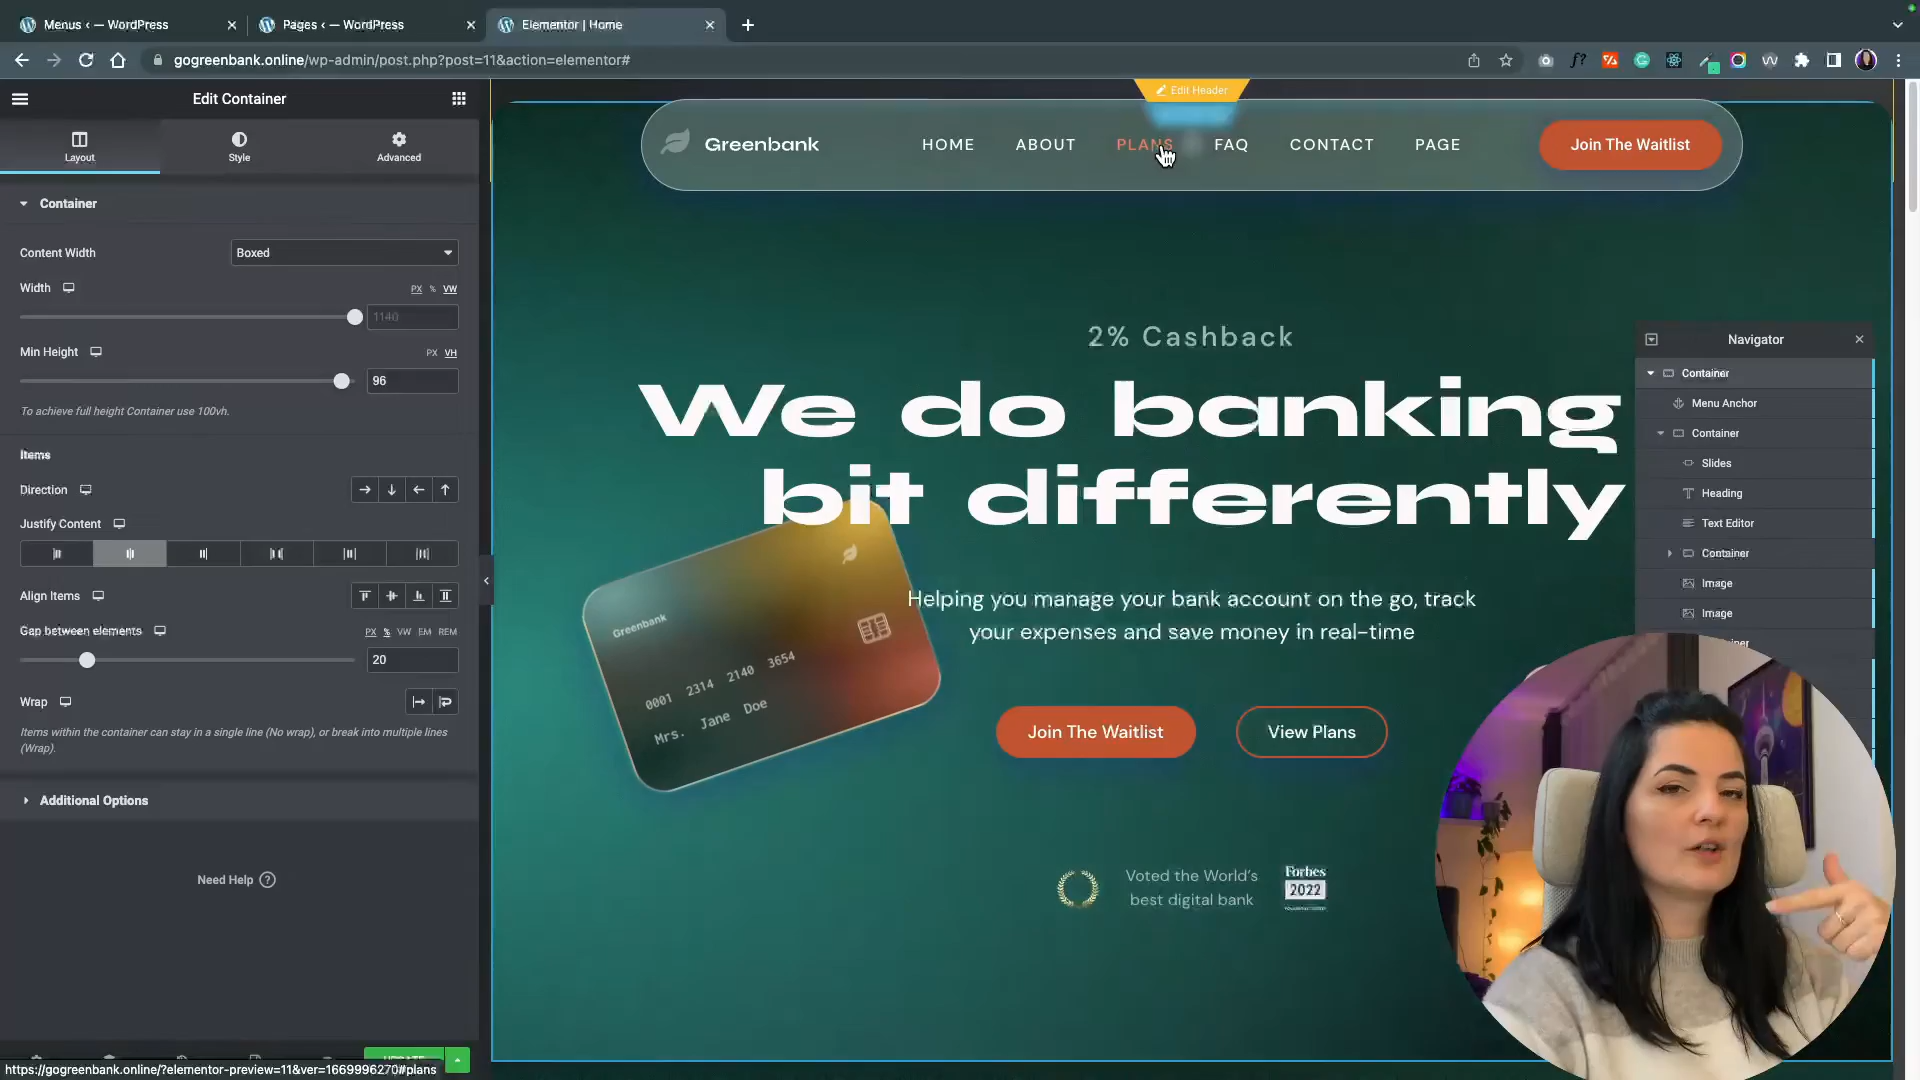 Menus ‹ — WordPress
Pages ‹ — WordPress
Elementor | Home
gogreenbank.online/wp-admin/post.php?post=11&action=elementor#
Edit Container
Layout
Style
Advanced
Container
Content Width
Boxed
Width
PX % VW
1140
Min Height
PX VH
96
To achieve full height Container use 100vh.
Items
Direction
Justify Content
Align Items
Gap between elements
PX % VW EM REM
20
Wrap
Items within the container can stay in a single line (No wrap), or break into multiple lines
(Wrap).
Additional Options
Need Help
UPDATE
https://gogreenbank.online/?elementor-preview=11&ver=1669996270#plans
Edit Header
Greenbank
HOME ABOUT PLANS FAQ CONTACT PAGE
Join The Waitlist
2% Cashback
We do banking
bit differently
Helping you manage your bank account on the go, track
your expenses and save money in real-time
Greenbank
0001 2314 2140 3654
Mrs. Jane Doe
Join The Waitlist
View Plans
Voted the World's
best digital bank
Forbes
2022
Navigator
Container
Menu Anchor
Container
Slides
Heading
Text Editor
Container
Image
Image